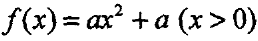 f(x) = ax² + a (x > 0)